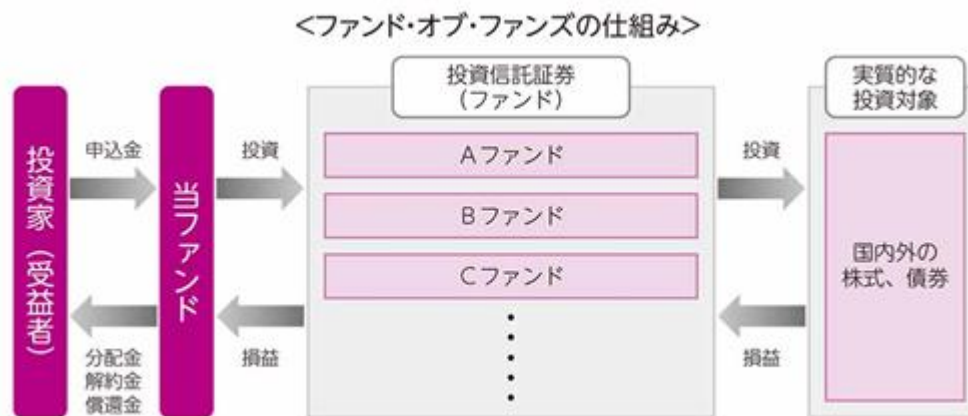 <ファンド・オブ・ファンズの仕組み>
投資信託証券
(ファンド)
実質的な
投資対象
投資家(受益者)
申込金
当ファンド
投資
Aファンド
Bファンド
Cファンド
投資
国内外の
株式、債券
分配金
解約金
償還金
損益
損益